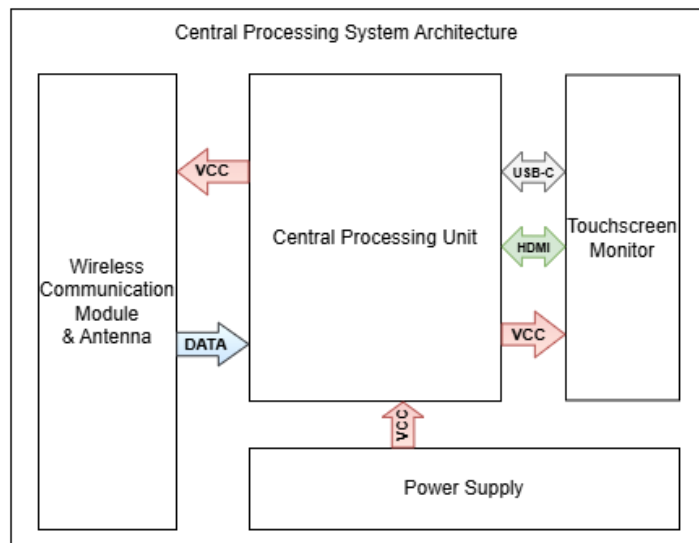 Central Processing System Architecture
VCC
USB-C
Central Processing Unit
HDMI
Touchscreen
Monitor
Wireless
Communication
Module
& Antenna
DATA
VCC
VCC
Power Supply